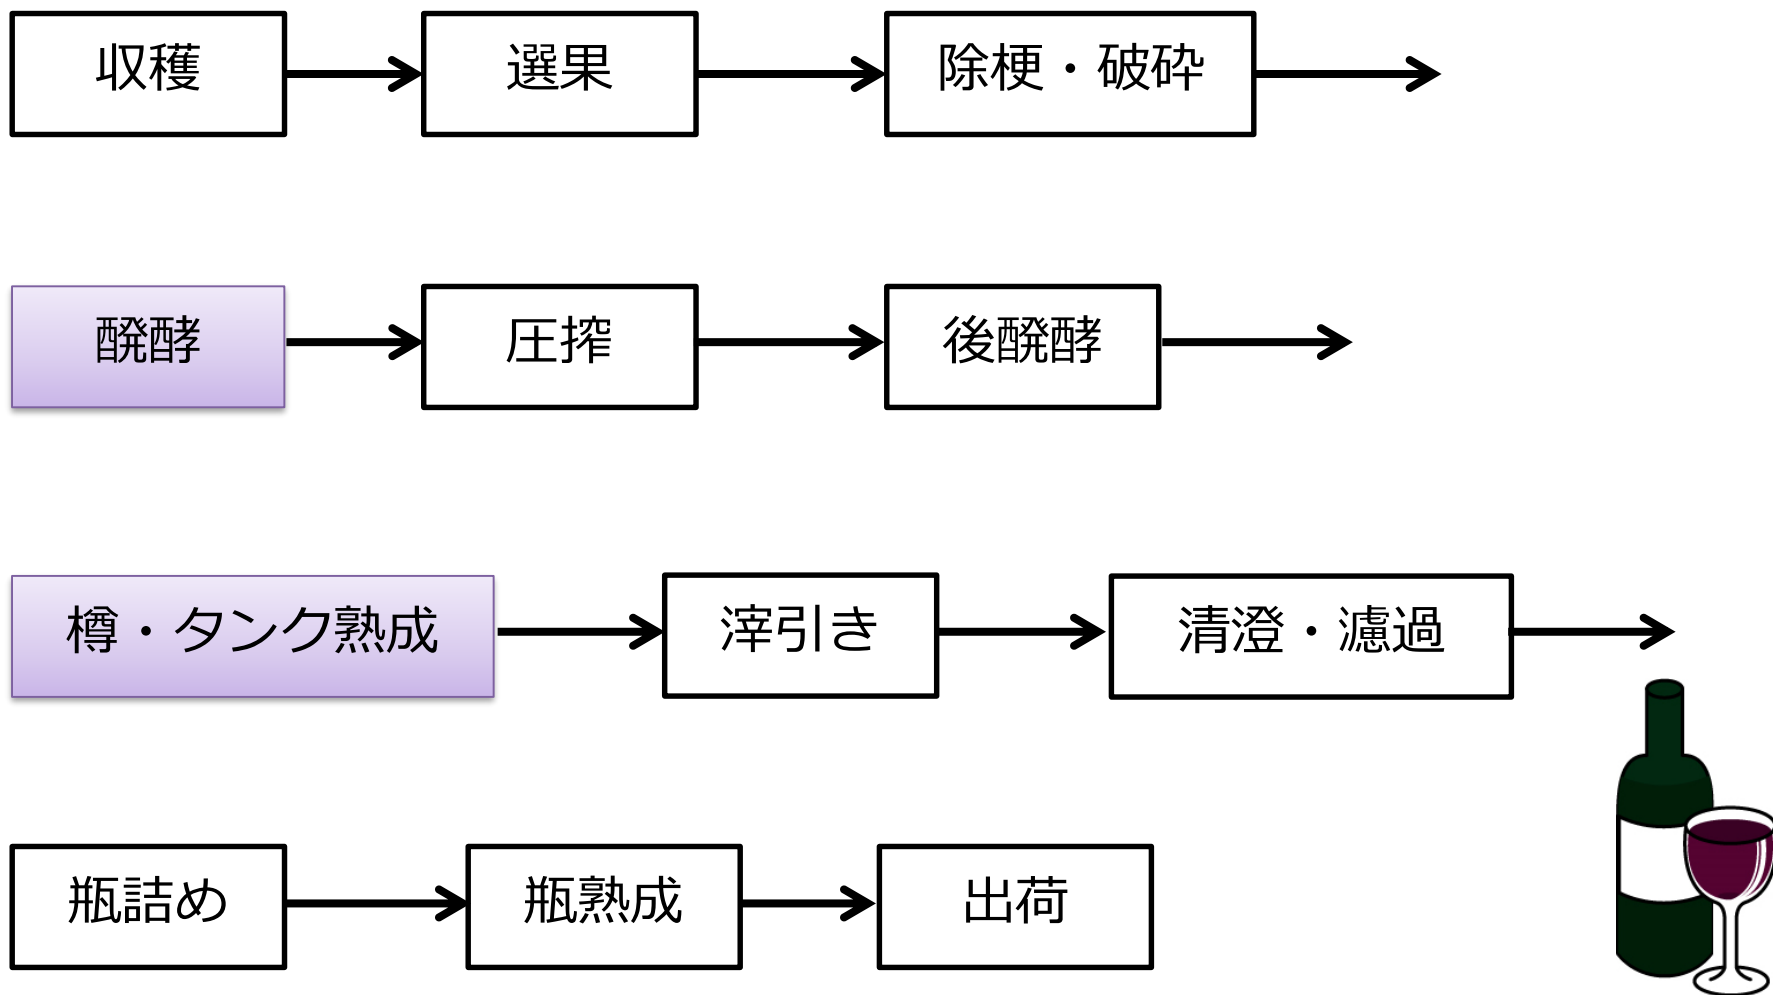 収穫
選果
除梗・破砕
醗酵
圧搾
後醗酵
樽・タンク熟成
滓引き
清澄・濾過
瓶詰め
瓶熟成
出荷